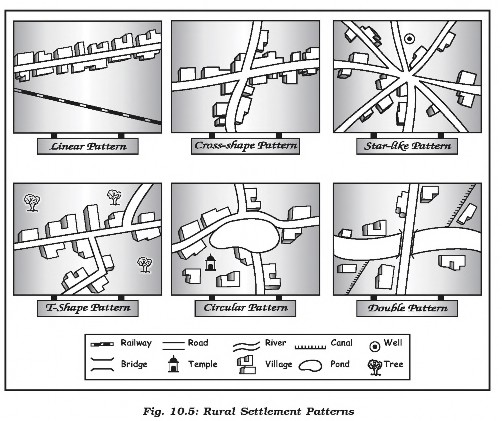 Linear Pattern
Cross-shape Pattern
Star-like Pattern
T-Shape Pattern
Circular Pattern
Double Pattern
Railway Road River Canal Well
Bridge Temple Village Pond Tree
Fig. 10.5: Rural Settlement Patterns